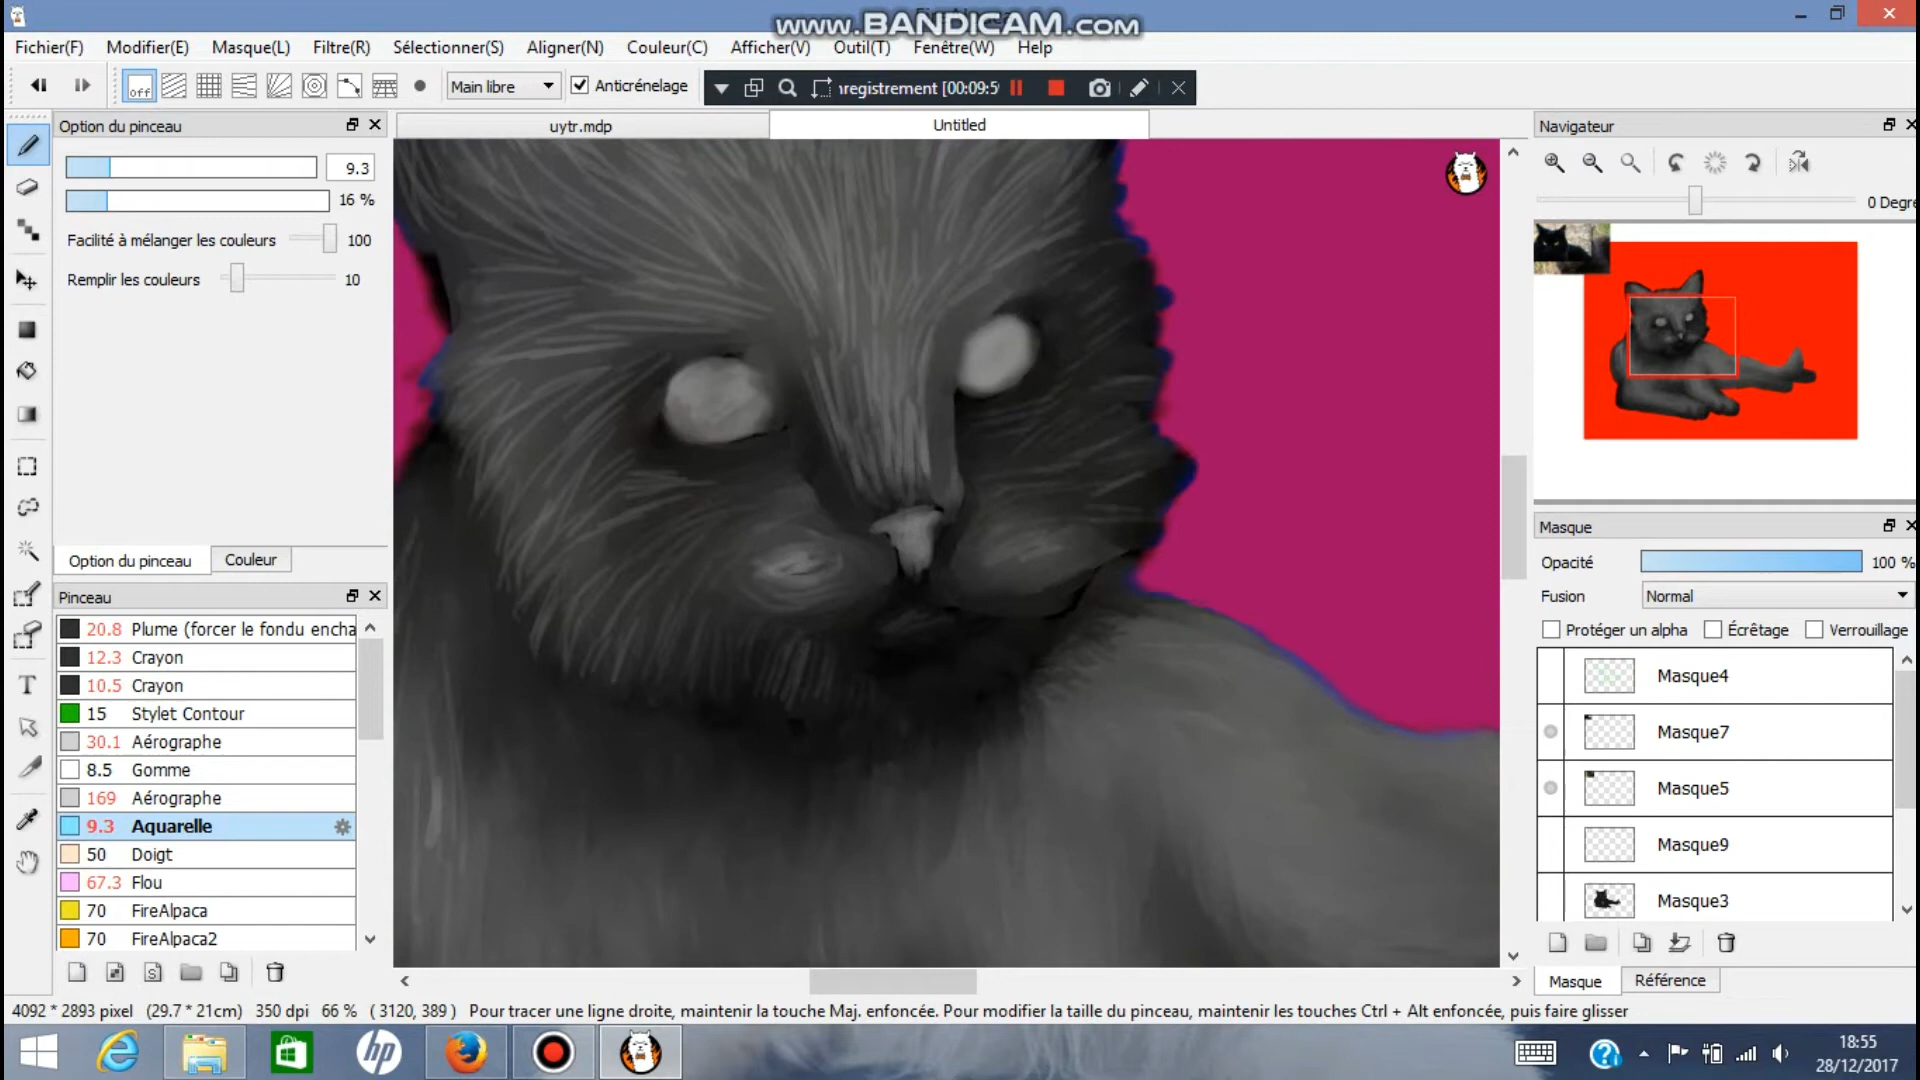 www.BANDICAM.com
Fichier(F) Modifier(E) Masque(L) Filtre(R) Sélectionner(S) Aligner(N) Couleur(C) Afficher(V) Outil(T) Fenêtre(W) Help
off Main libre Anticrénelage registrement [00:09:5
Option du pinceau
uytr.mdp
Untitled
Navigateur
9.3
16 %
0 Degre
Facilité à mélanger les couleurs 100
Remplir les couleurs 10
Option du pinceau
Couleur
Pinceau
20.8 Plume (forcer le fondu encha
12.3 Crayon
10.5 Crayon
15 Stylet Contour
30.1 Aérographe
8.5 Gomme
169 Aérographe
9.3 Aquarelle
50 Doigt
67.3 Flou
70 FireAlpaca
70 FireAlpaca2
Masque
Opacité 100 %
Fusion Normal
Protéger un alpha Écrêtage Verrouillage
Masque4
Masque7
Masque5
Masque9
Masque3
Masque
Référence
4092 * 2893 pixel (29.7 * 21cm) 350 dpi 66 % ( 3120, 389 ) Pour tracer une ligne droite, maintenir la touche Maj. enfoncée. Pour modifier la taille du pinceau, maintenir les touches Ctrl + Alt enfoncée, puis faire glisser
hp
18:55
28/12/2017